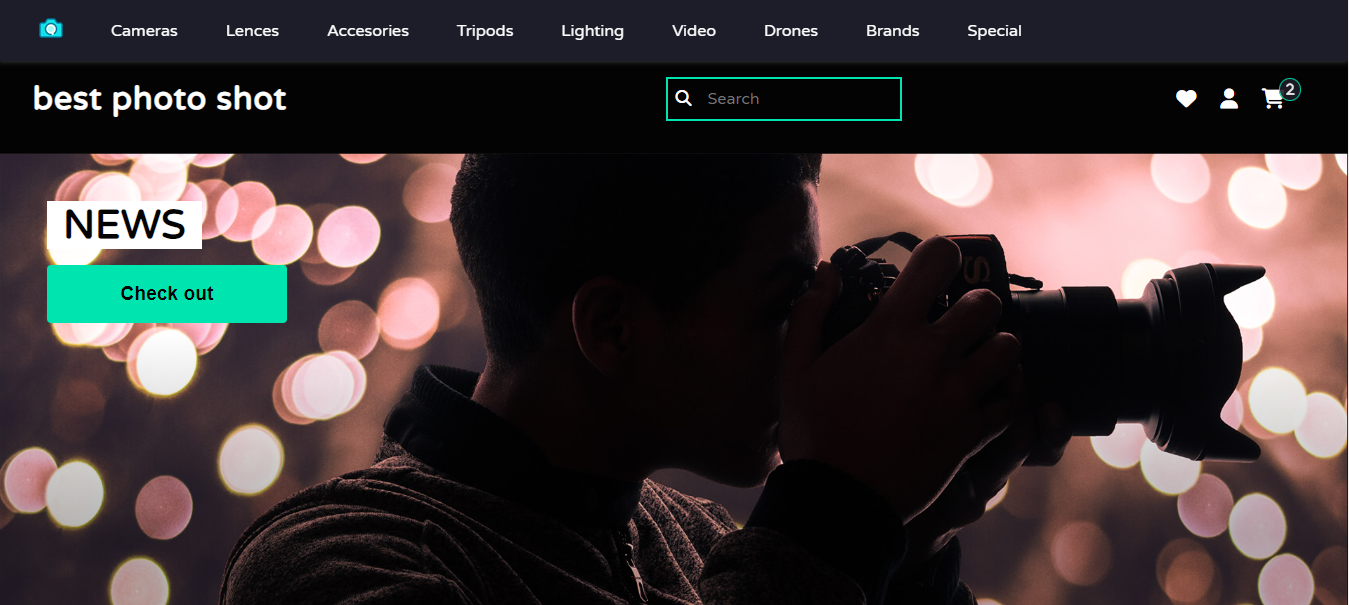 Cameras Lences Accesories Tripods Lighting Video Drones Brands Special
best photo shot Search 2
NEWS
Check out